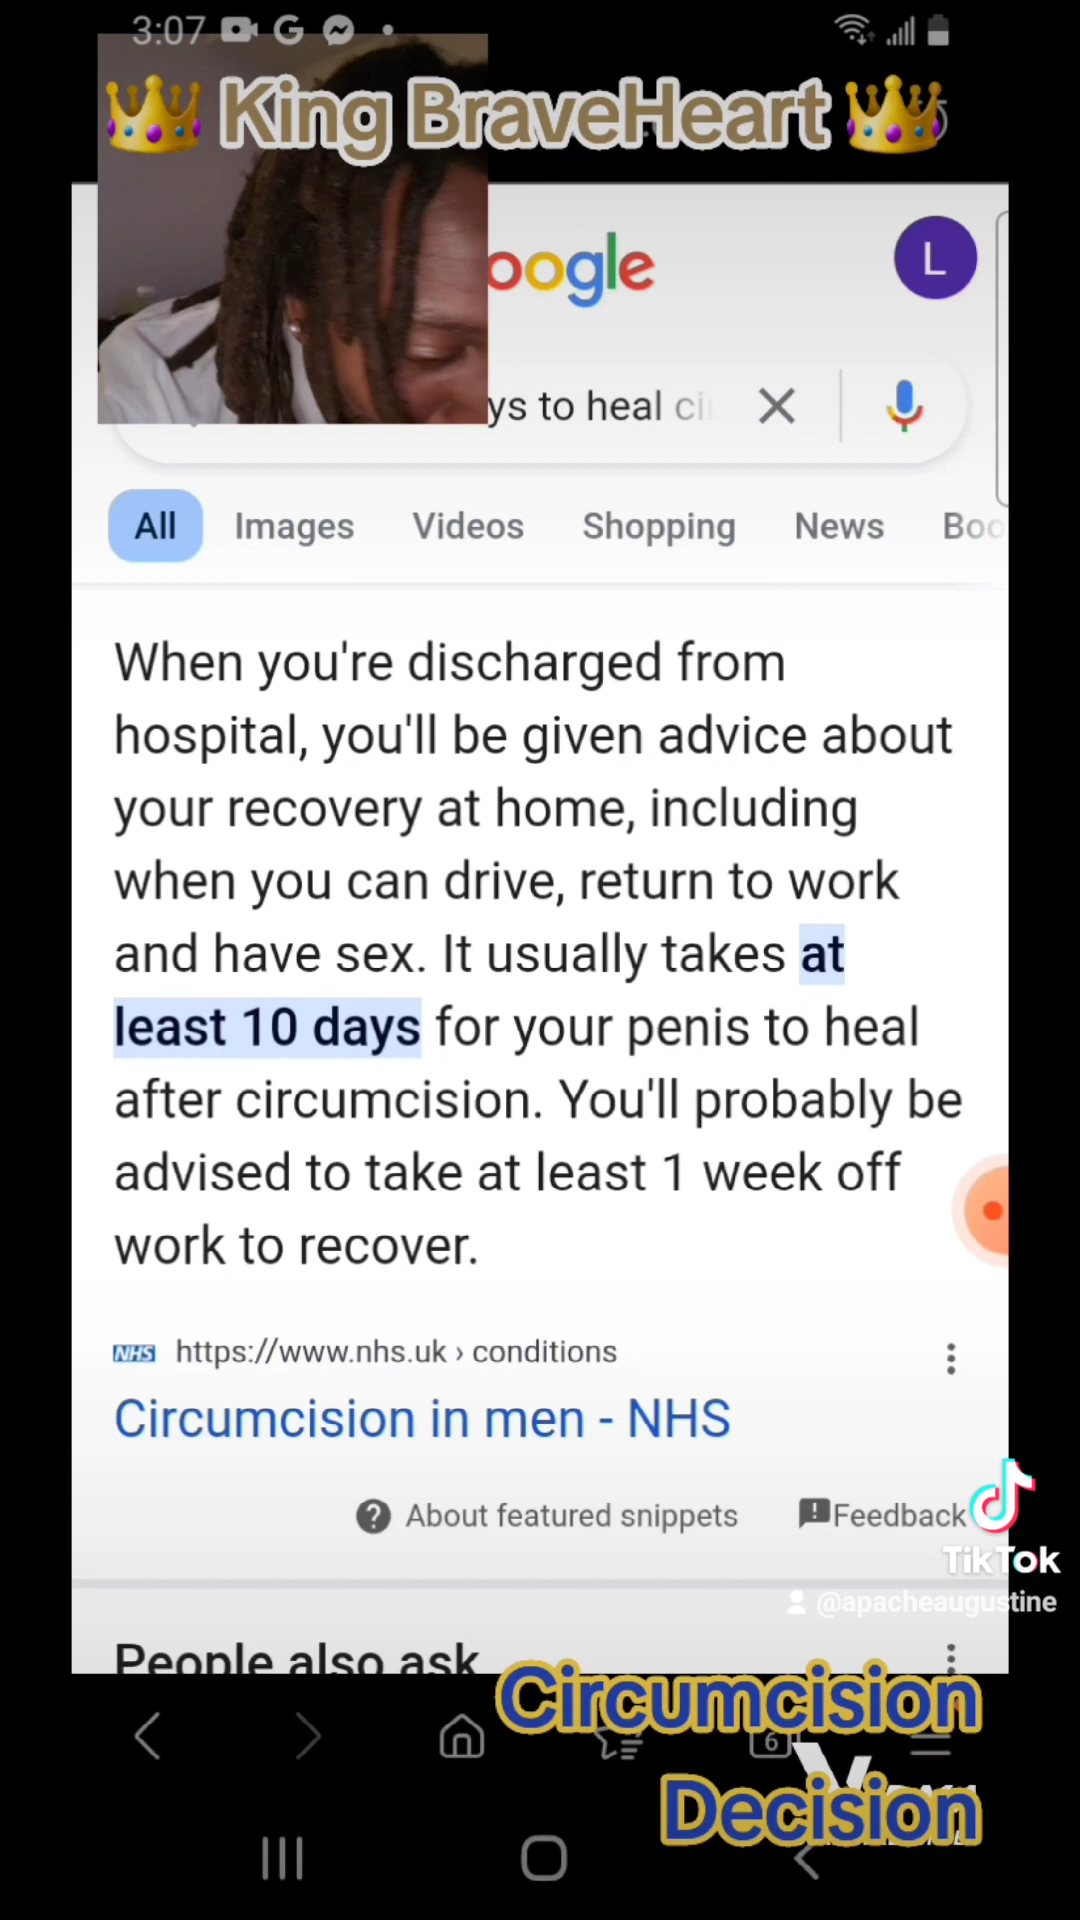 3:07
👑 King BraveHeart 👑
oogle
L
ys to heal ci
All Images Videos Shopping News Boo
When you're discharged from
hospital, you'll be given advice about
your recovery at home, including
when you can drive, return to work
and have sex. It usually takes at
least 10 days for your penis to heal
after circumcision. You'll probably be
advised to take at least 1 week off
work to recover.
NHS https://www.nhs.uk › conditions
Circumcision in men - NHS
About featured snippets Feedback
TikTok
@apacheaugustine
People also ask
Circumcision
6
Decision